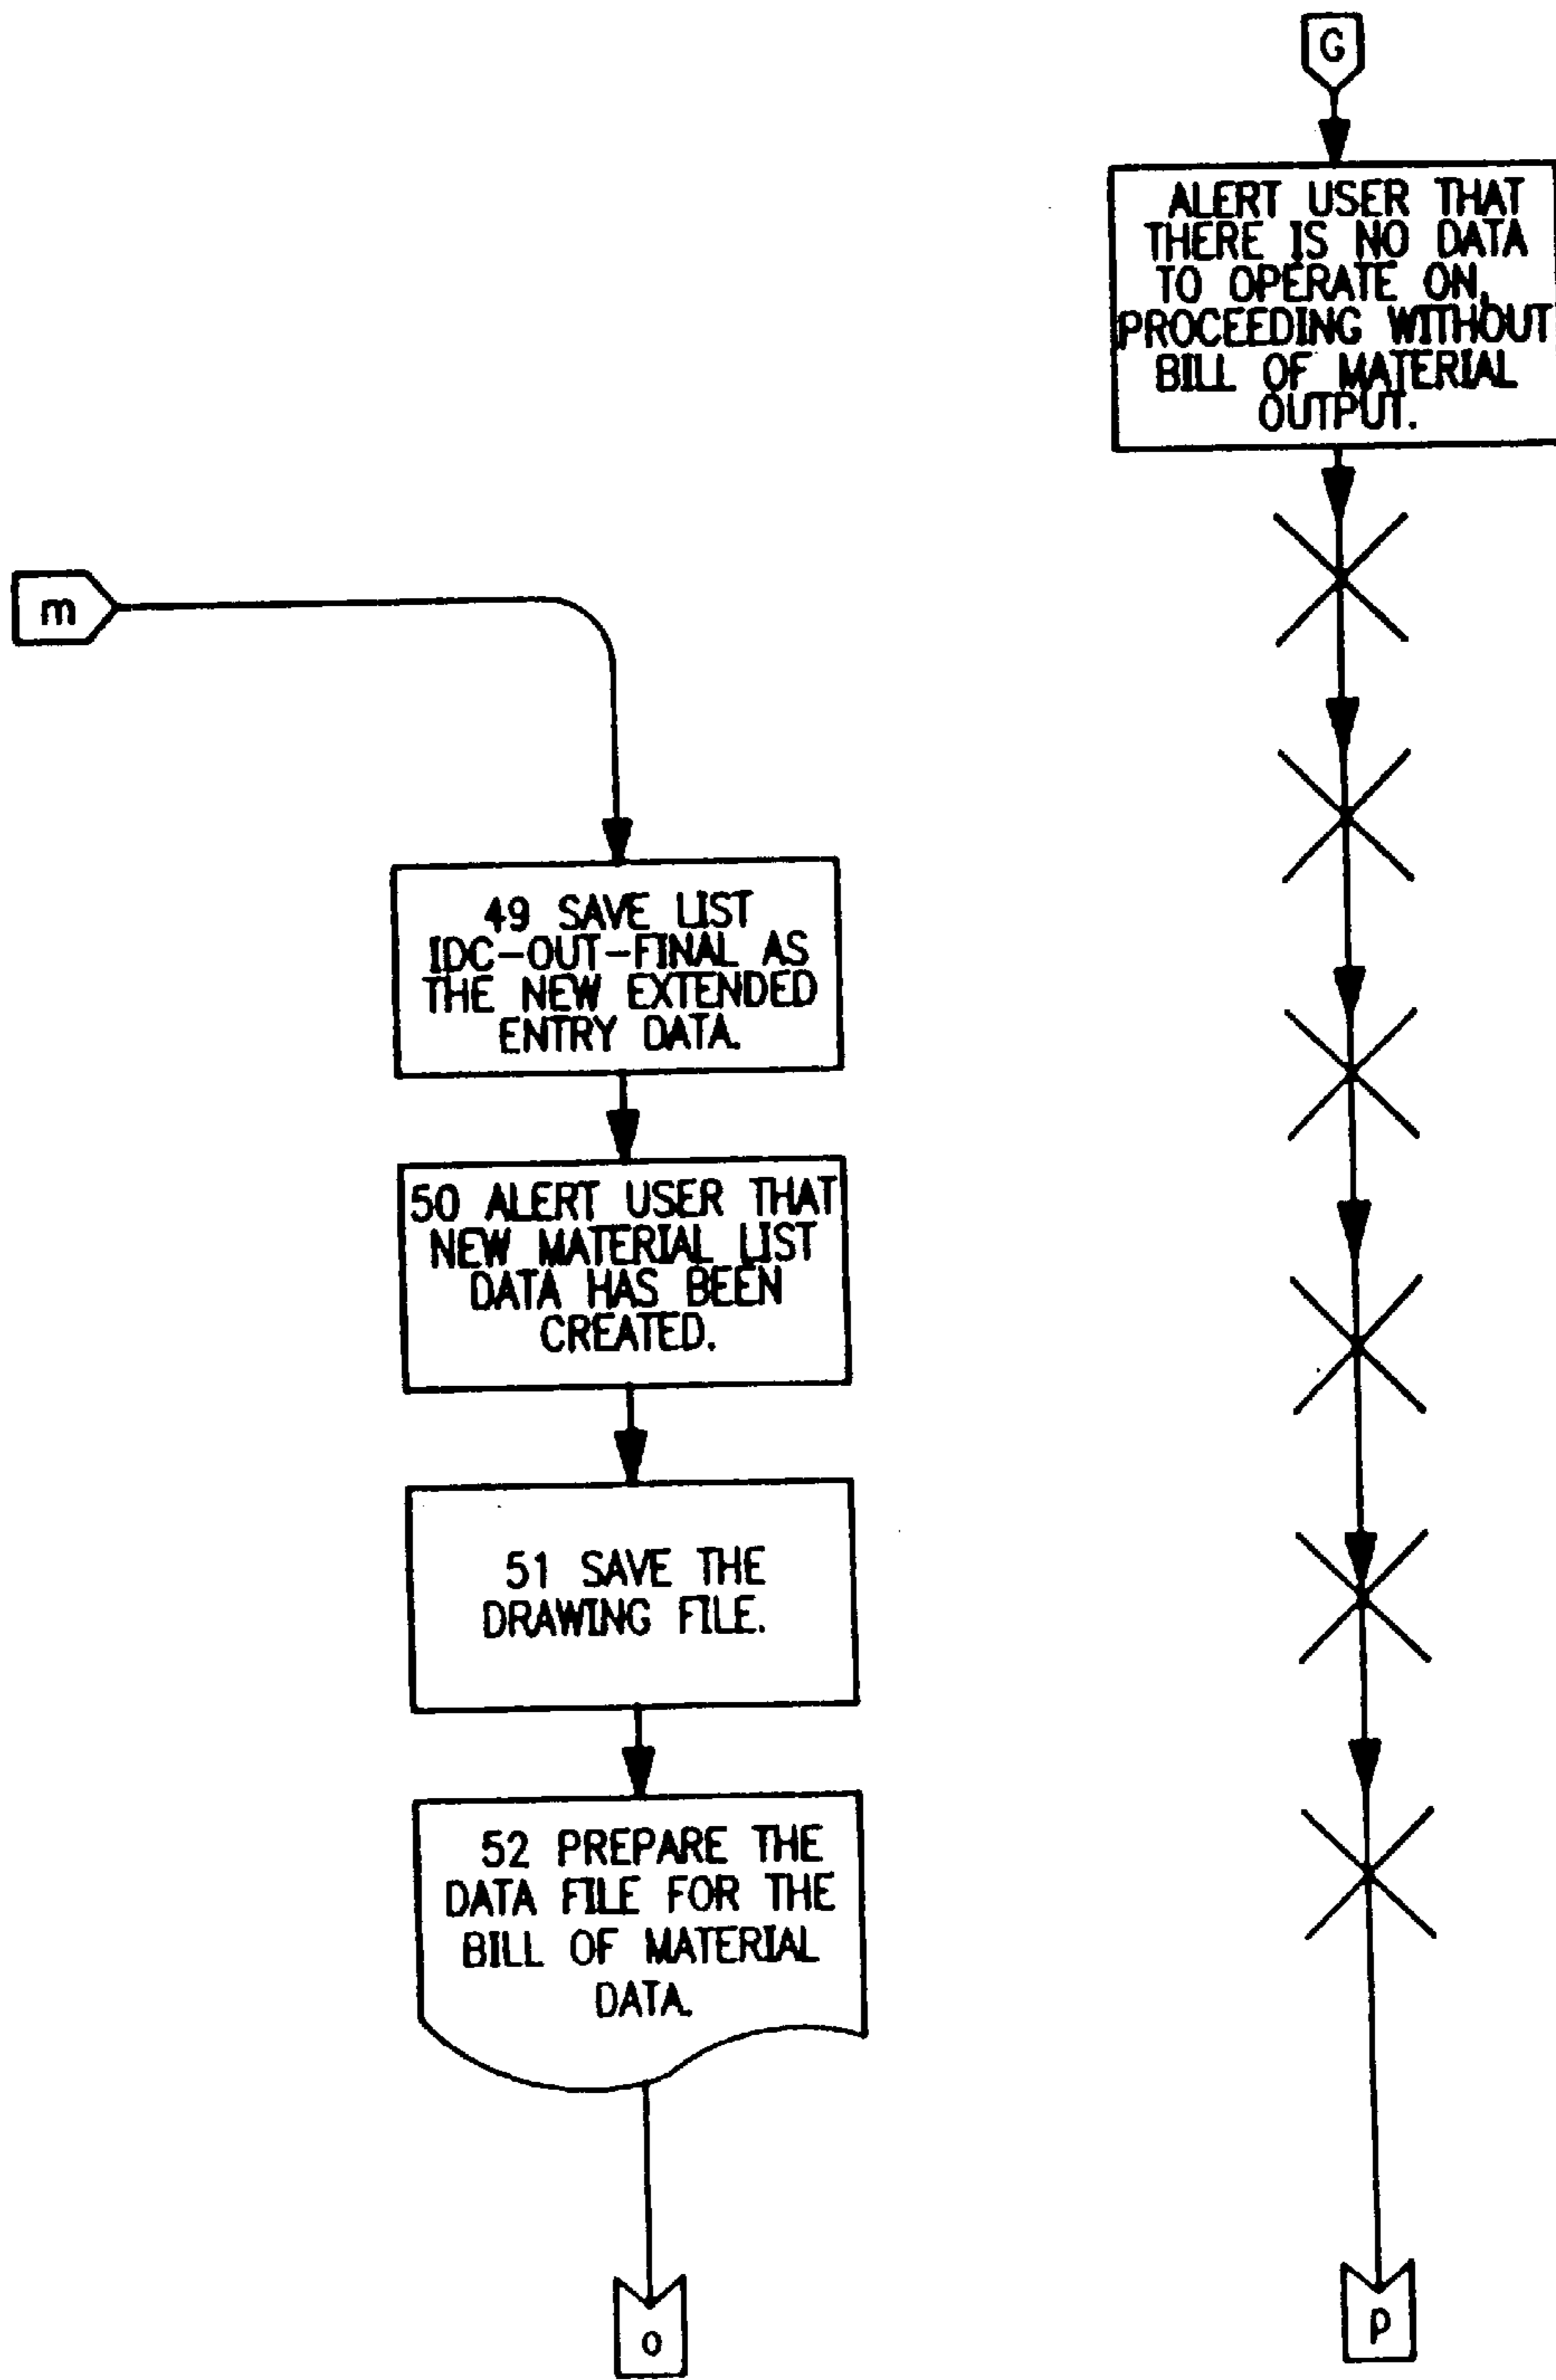 G
ALERT USER THAT
THERE IS NO DATA
TO OPERATE ON,
PROCEEDING WITHOUT
BILL OF MATERIAL
OUTPUT.
m
49 SAVE LIST
IDC-OUT-FINAL AS
THE NEW EXTENDED
ENTRY DATA.
50 ALERT USER THAT
NEW MATERIAL LIST
DATA HAS BEEN
CREATED.
51 SAVE THE
DRAWING FILE.
52 PREPARE THE
DATA FILE FOR THE
BILL OF MATERIAL
DATA.
o
p